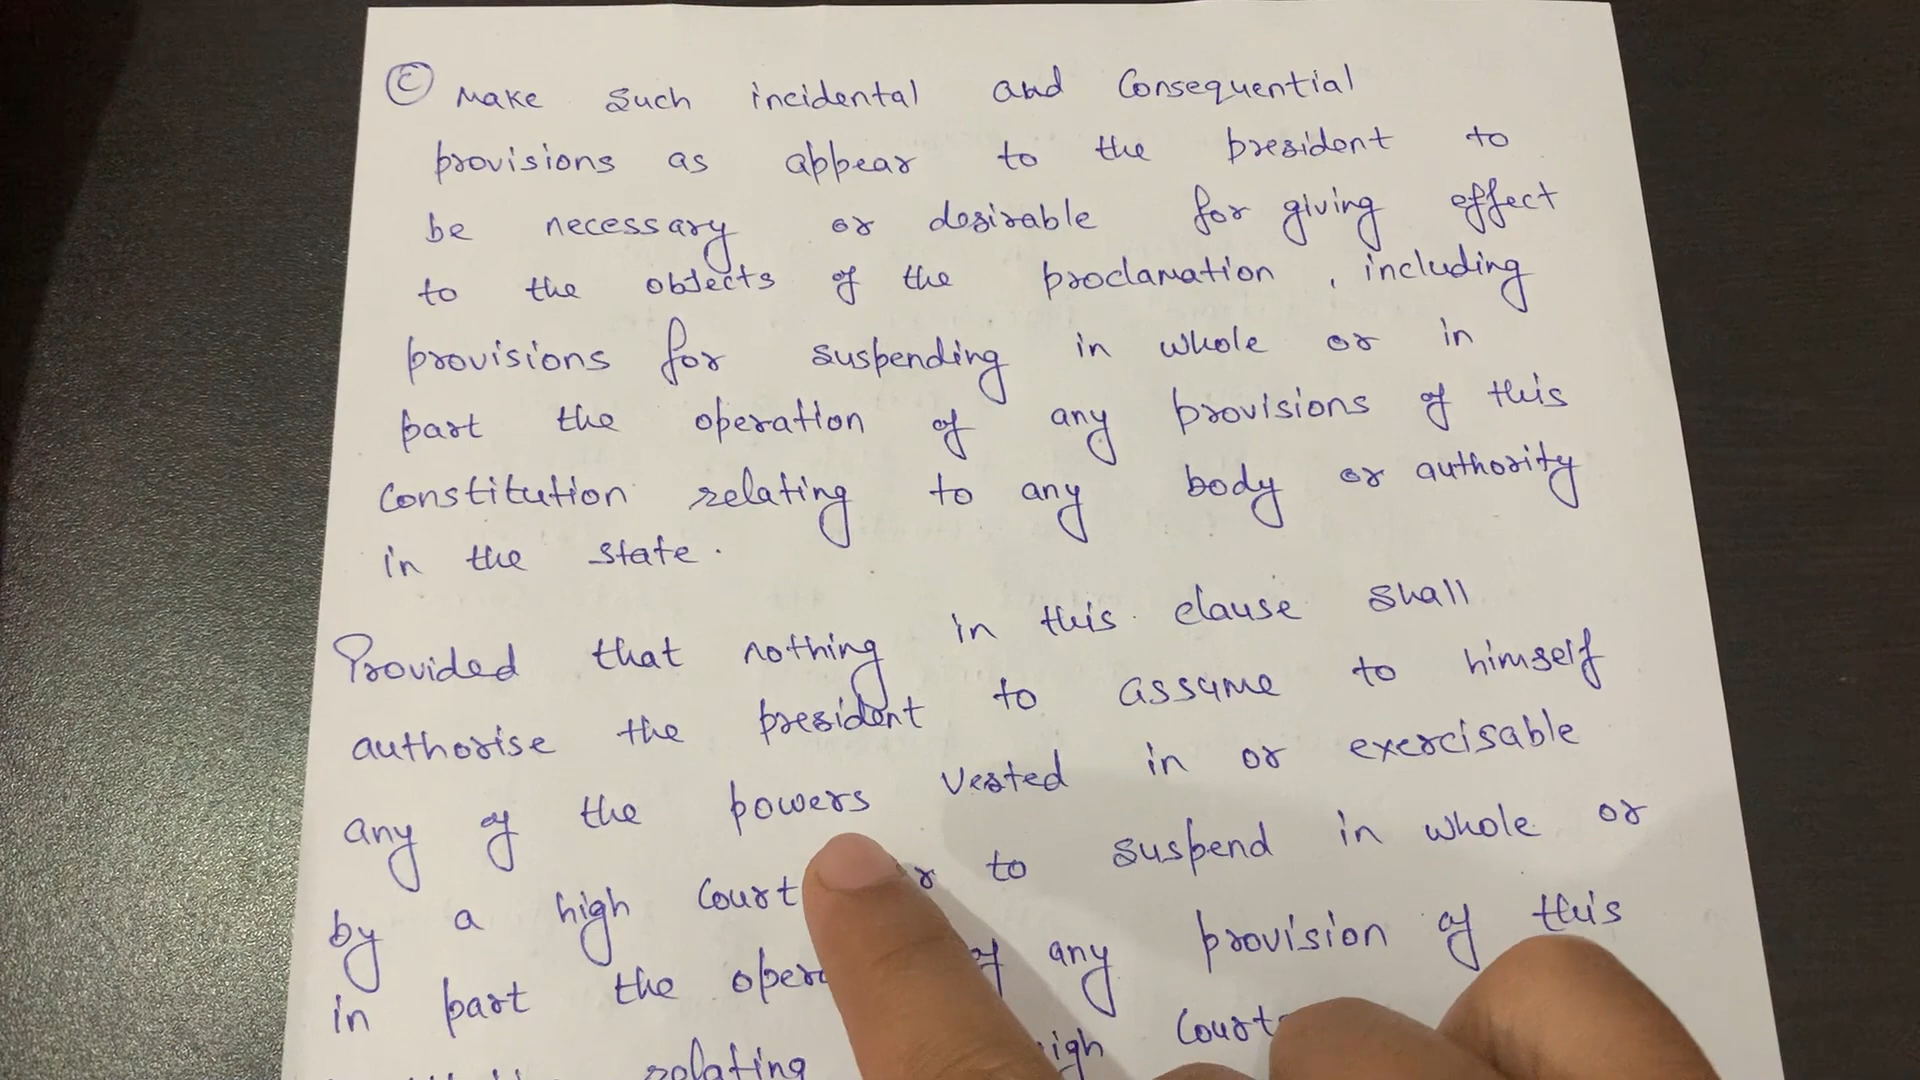 Ⓒ Make such incidental and Consequential
provisions as appear to the president to
be necessary or desirable for giving effect
to the objects of the proclamation, including
provisions for suspending in whole or in
part the operation of any provisions of this
Constitution relating to any body or authority
in the state.
Provided that nothing in this clause shall
authorise the president to assume to himself
any of the powers vested in or exercisable
by a high Court to suspend in whole or
in part the of any provision of this
relating Courts